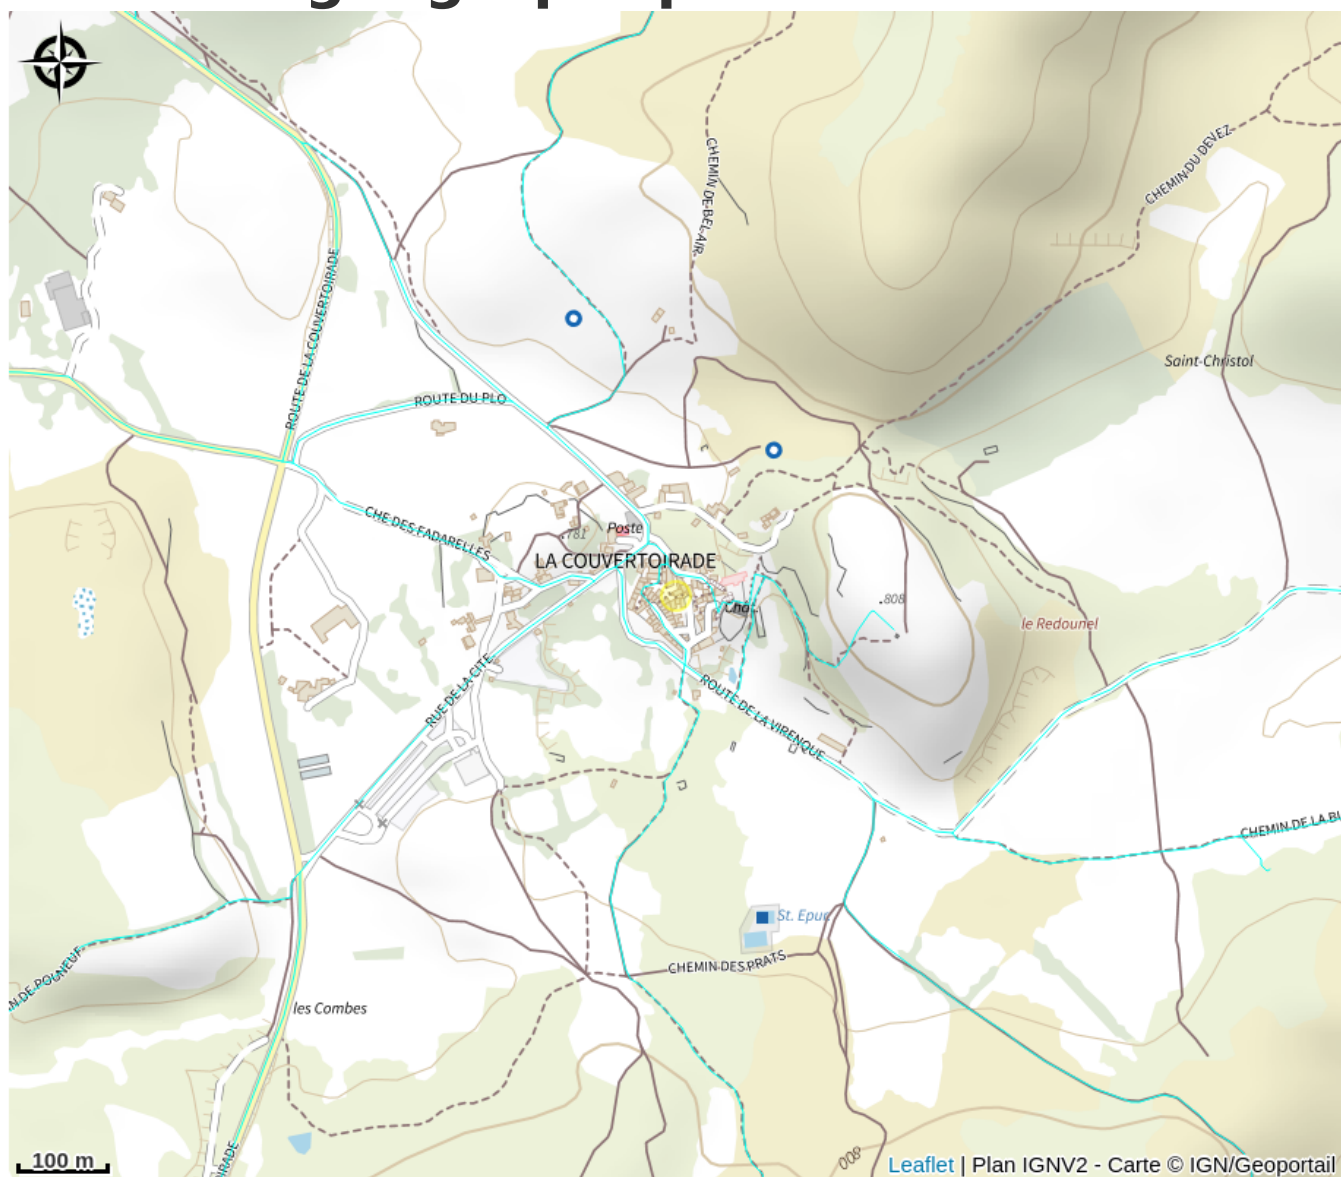 CHEMIN DE BEL-AIR
CHEMIN DU DEVEZ
ROUTE DE LA COUVERTOIRADE
Saint-Christol
ROUTE DU PLO
CHE DES FADARELLES
Poste
.781
LA COUVERTOIRADE
Châ
.808
le Redounel
RUE DE LA CITE
ROUTE DE LA VIRENQUE
CHEMIN DE LA
St. Epur
CHEMIN DES PRATS
N DE POUNEUF
les Combes
IRADE
800
100 m
Leaflet | Plan IGNV2 - Carte © IGN/Geoportail